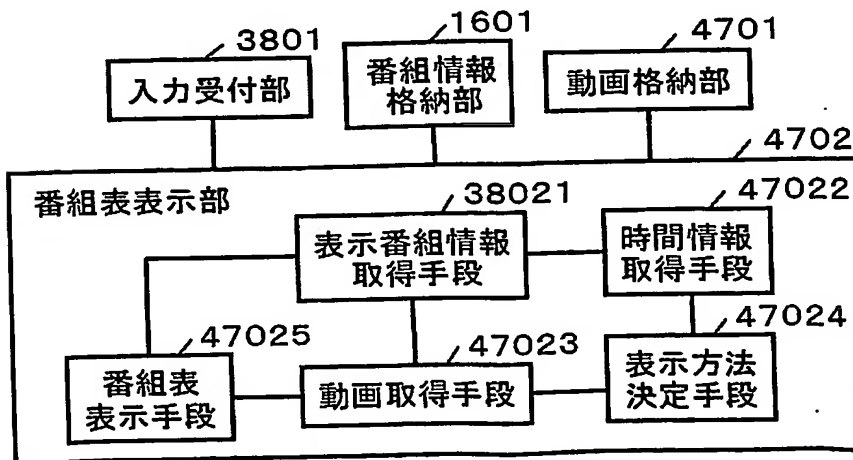 3801
1601
4701
入力受付部
番組情報
格納部
動画格納部
4702
番組表表示部
38021
47022
表示番組情報
取得手段
時間情報
取得手段
47025
47023
47024
番組表
表示手段
動画取得手段
表示方法
決定手段